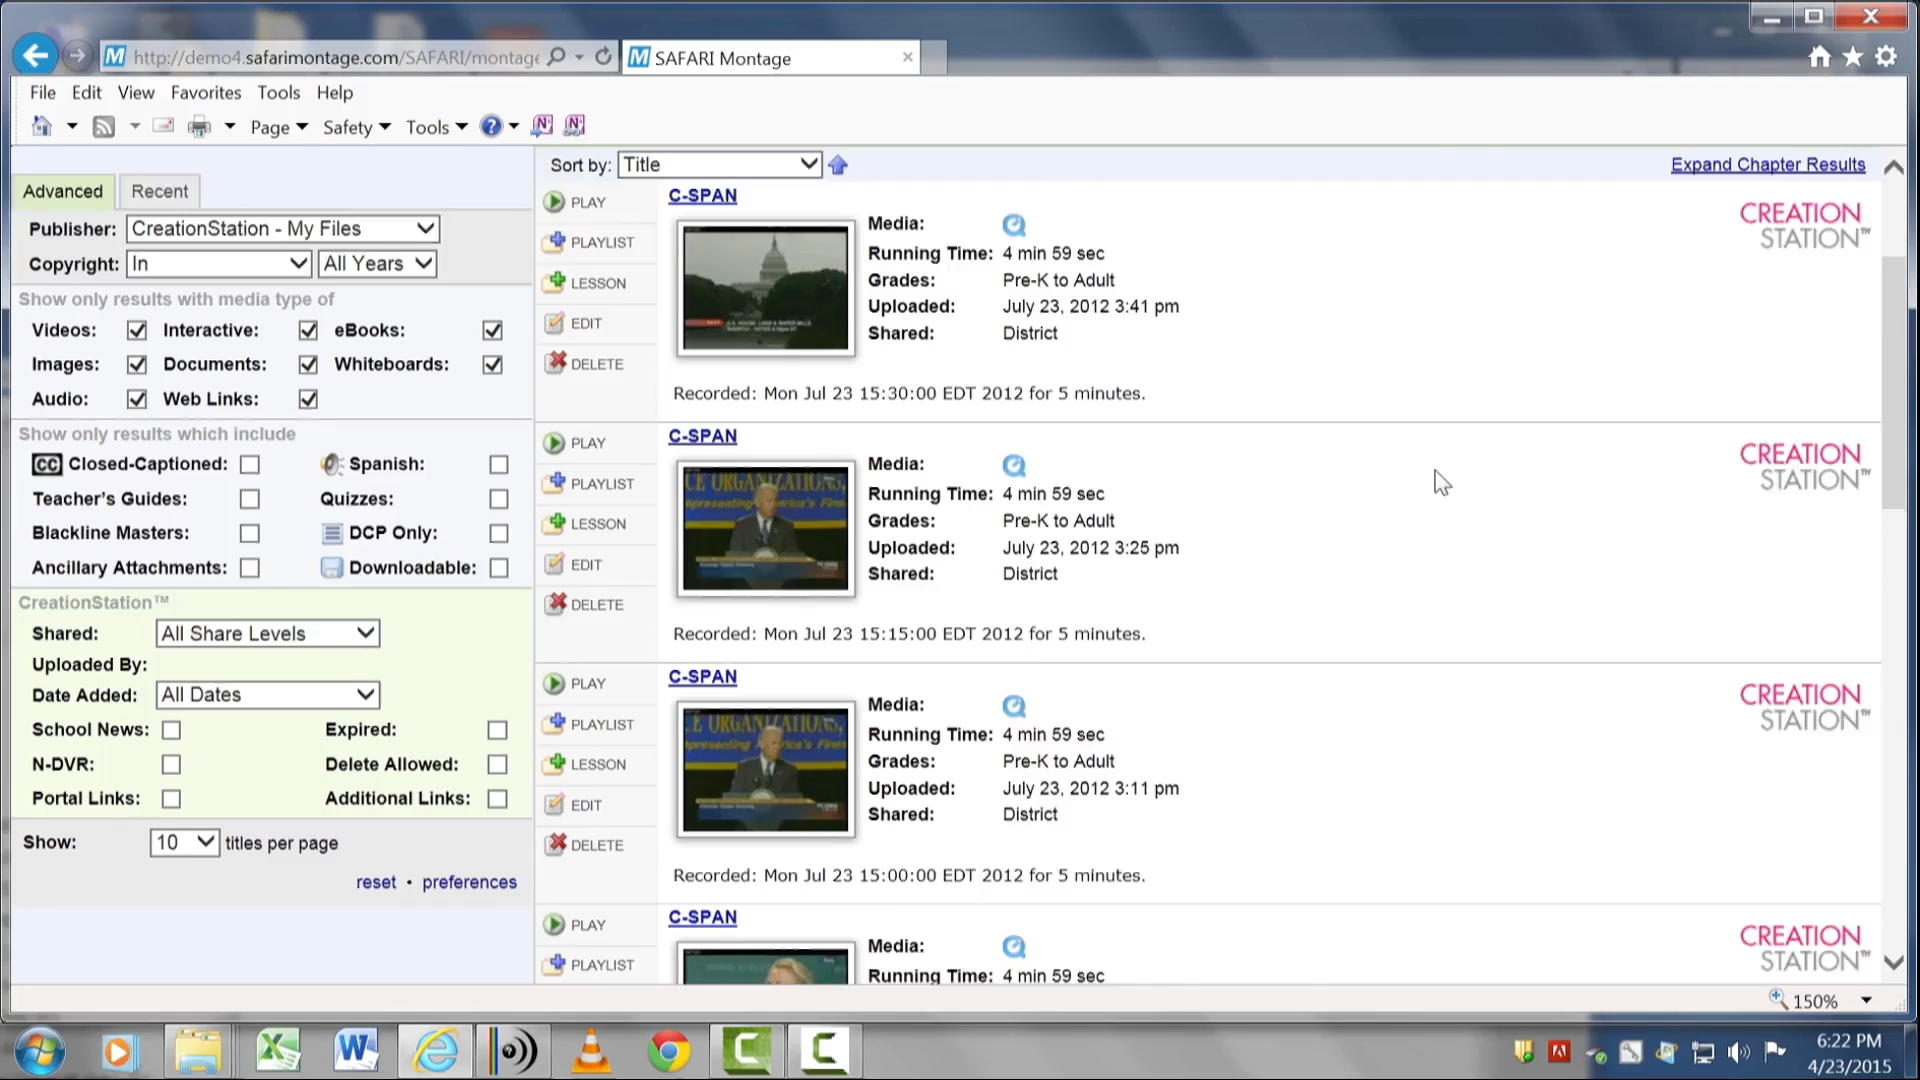 http://demo4.safarimontage.com/SAFARI/montage
SAFARI Montage
File Edit View Favorites Tools Help
Page Safety Tools
Advanced Recent
Publisher: CreationStation - My Files
Copyright: In All Years
Show only results with media type of
Videos: Interactive: eBooks:
Images: Documents: Whiteboards:
Audio: Web Links:
Show only results which include
CC Closed-Captioned: Spanish:
Teacher's Guides: Quizzes:
Blackline Masters: DCP Only:
Ancillary Attachments: Downloadable:
CreationStation™
Shared: All Share Levels
Uploaded By:
Date Added: All Dates
School News: Expired:
N-DVR: Delete Allowed:
Portal Links: Additional Links:
Show: 10 titles per page
reset • preferences
Sort by: Title
Expand Chapter Results
PLAY
PLAYLIST
LESSON
EDIT
DELETE
C-SPAN
Media:
Running Time: 4 min 59 sec
Grades: Pre-K to Adult
Uploaded: July 23, 2012 3:41 pm
Shared: District
Recorded: Mon Jul 23 15:30:00 EDT 2012 for 5 minutes.
CREATION
STATION™
PLAY
PLAYLIST
LESSON
EDIT
DELETE
C-SPAN
CE ORGANIZATIONS,
Media:
Running Time: 4 min 59 sec
Grades: Pre-K to Adult
Uploaded: July 23, 2012 3:25 pm
Shared: District
Recorded: Mon Jul 23 15:15:00 EDT 2012 for 5 minutes.
CREATION
STATION™
PLAY
PLAYLIST
LESSON
EDIT
DELETE
C-SPAN
CE ORGANIZATIONS,
Media:
Running Time: 4 min 59 sec
Grades: Pre-K to Adult
Uploaded: July 23, 2012 3:11 pm
Shared: District
Recorded: Mon Jul 23 15:00:00 EDT 2012 for 5 minutes.
CREATION
STATION™
PLAY
PLAYLIST
C-SPAN
Media:
Running Time: 4 min 59 sec
CREATION
STATION™
150%
6:22 PM
4/23/2015